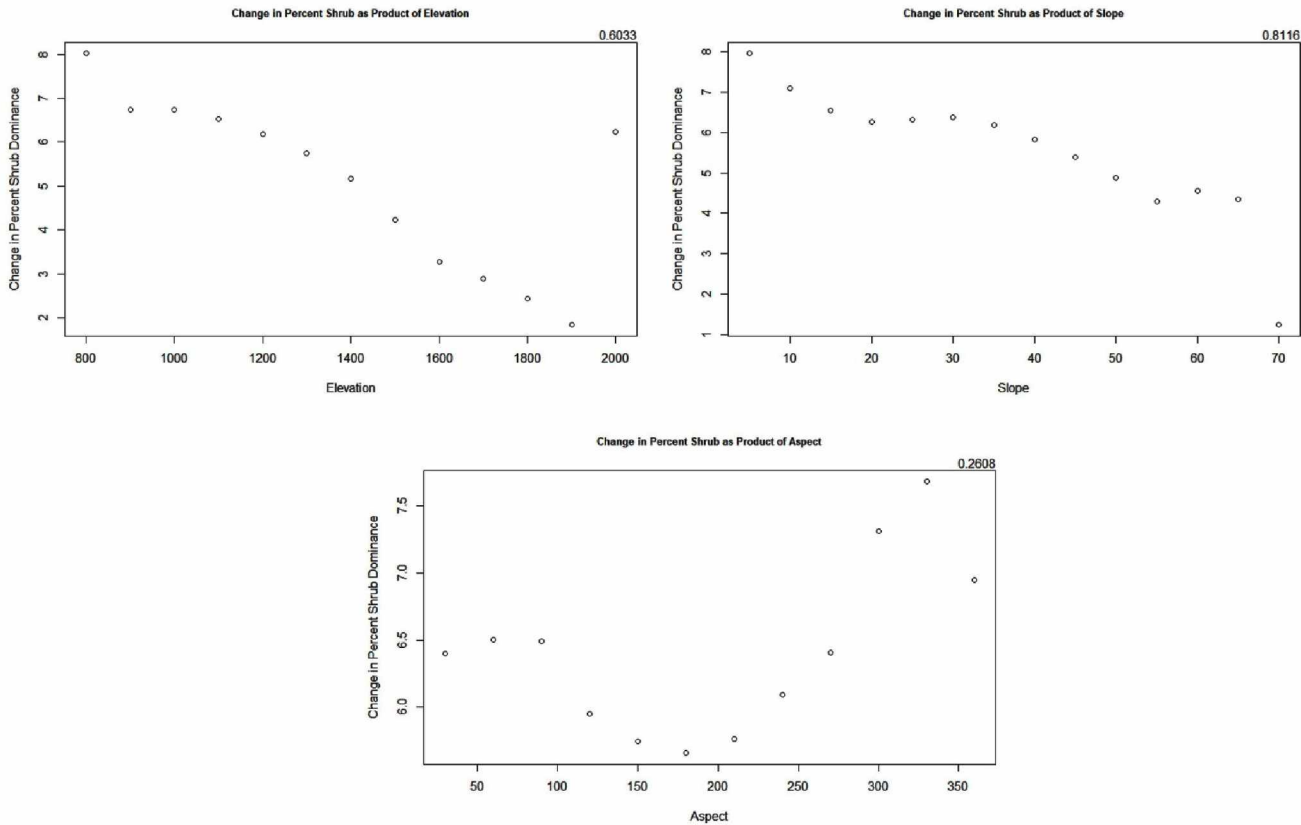 Change in Percent Shrub as Product of Elevation
0.6033
Change in Percent Shrub Dominance
8
7
6
5
4
3
2
800 1000 1200 1400 1600 1800 2000
Elevation
Change in Percent Shrub as Product of Slope
0.8116
Change in Percent Shrub Dominance
8
7
6
5
4
3
2
1
10 20 30 40 50 60 70
Slope
Change in Percent Shrub as Product of Aspect
0.2608
Change in Percent Shrub Dominance
7.5
7.0
6.5
6.0
50 100 150 200 250 300 350
Aspect